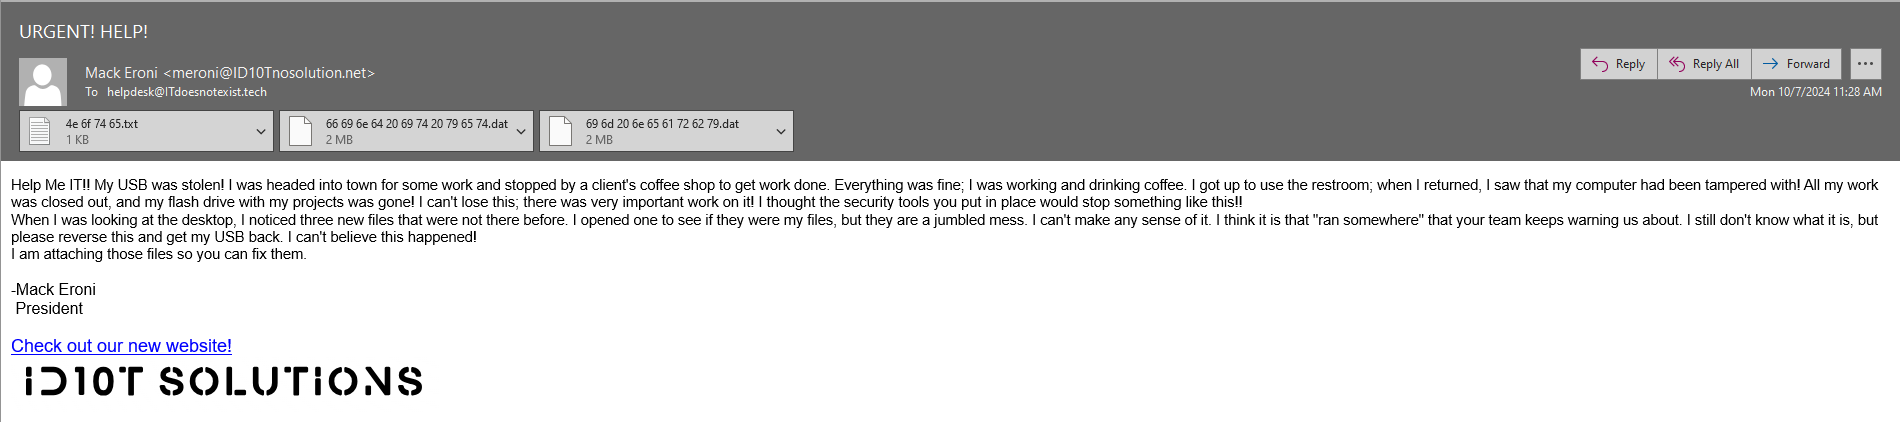 URGENT! HELP!
Mack Eroni <meroni@ID10Tnosolution.net>
To helpdesk@ITdoesnotexist.tech
Reply
Reply All
Forward
Mon 10/7/2024 11:28 AM
4e 6f 74 65.txt
1 KB
66 69 6e 64 20 69 74 20 79 65 74.dat
2 MB
69 6d 20 6e 65 61 72 62 79.dat
2 MB
Help Me IT!! My USB was stolen! I was headed into town for some work and stopped by a client's coffee shop to get work done. Everything was fine; I was working and drinking coffee. I got up to use the restroom; when I returned, I saw that my computer had been tampered with! All my work
was closed out, and my flash drive with my projects was gone! I can't lose this; there was very important work on it! I thought the security tools you put in place would stop something like this!!
When I was looking at the desktop, I noticed three new files that were not there before. I opened one to see if they were my files, but they are a jumbled mess. I can't make any sense of it. I think it is that "ran somewhere" that your team keeps warning us about. I still don't know what it is, but
please reverse this and get my USB back. I can't believe this happened!
I am attaching those files so you can fix them.
-Mack Eroni
President
Check out our new website!
ID10T SOLUTIONS